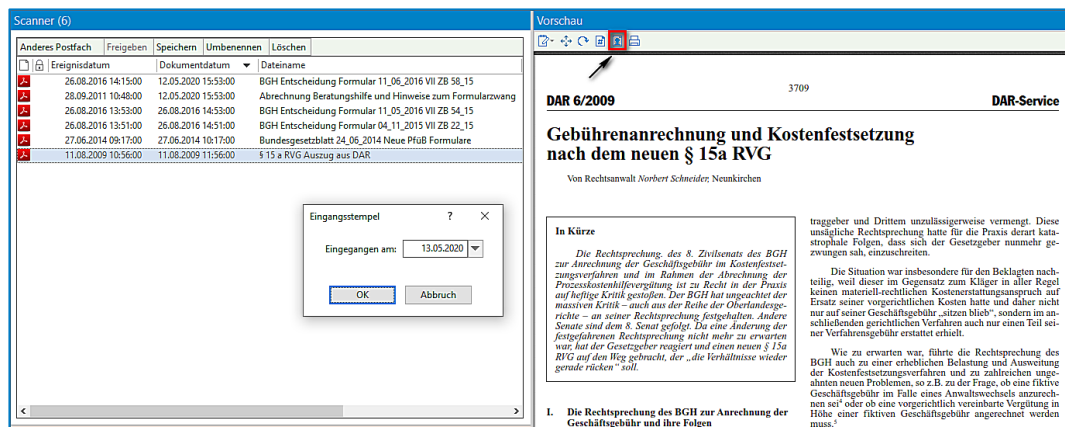 Scanner (6)
Anderes Postfach Freigeben Speichern Umbenennen Löschen
Ereignisdatum Dokumentdatum Dateiname
26.08.2016 14:15:00 12.05.2020 15:53:00 BGH Entscheidung Formular 11_06_2016 VII ZB 58_15
28.09.2011 10:48:00 12.05.2020 15:53:00 Abrechnung Beratungshilfe und Hinweise zum Formularzwang
26.08.2016 13:53:00 26.08.2016 14:53:00 BGH Entscheidung Formular 11_05_2016 VII ZB 54_15
26.08.2016 13:51:00 26.08.2016 14:51:00 BGH Entscheidung Formular 04_11_2015 VII ZB 22_15
27.06.2014 09:17:00 27.06.2014 10:17:00 Bundesgesetzblatt 24_06_2014 Neue PfüB Formulare
11.08.2009 10:56:00 11.08.2009 11:56:00 § 15 a RVG Auszug aus DAR
Eingangsstempel ? ×
Eingegangen am: 13.05.2020
OK Abbruch
Vorschau
3709
DAR 6/2009 DAR-Service
Gebührenanrechnung und Kostenfestsetzung
nach dem neuen § 15a RVG
Von Rechtsanwalt Norbert Schneider, Neunkirchen
In Kürze
Die Rechtsprechung. des 8. Zivilsenats des BGH
zur Anrechnung der Geschäftsgebühr im Kostenfestset-
zungsverfahren und im Rahmen der Abrechnung der
Prozesskostenhilfevergütung ist zu Recht in der Praxis
auf heftige Kritik gestoßen. Der BGH hat ungeachtet der
massiven Kritik – auch aus der Reihe der Oberlandesge-
richte – an seiner Rechtsprechung festgehalten. Andere
Senate sind dem 8. Senat gefolgt. Da eine Änderung der
festgefahrenen Rechtsprechung nicht mehr zu erwarten
war, hat der Gesetzgeber reagiert und einen neuen § 15a
RVG auf den Weg gebracht, der „die Verhältnisse wieder
gerade rücken“ soll.
I. Die Rechtsprechung des BGH zur Anrechnung der
Geschäftsgebühr und ihre Folgen
traggeber und Drittem unzulässigerweise vermengt. Diese
unsägliche Rechtsprechung hatte für die Praxis derart kata-
strophale Folgen, dass sich der Gesetzgeber nunmehr ge-
zwungen sah, einzuschreiten.
Die Situation war insbesondere für den Beklagten nach-
teilig, weil dieser im Gegensatz zum Kläger in aller Regel
keinen materiell-rechtlichen Kostenerstattungsanspruch auf
Ersatz seiner vorgerichtlichen Kosten hatte und daher nicht
nur auf seiner Geschäftsgebühr „sitzen blieb“, sondern im an-
schließenden gerichtlichen Verfahren auch nur einen Teil sei-
ner Verfahrensgebühr erstattet erhielt.
Wie zu erwarten war, führte die Rechtsprechung des
BGH auch zu einer erheblichen Belastung und Ausweitung
der Kostenfestsetzungsverfahren und zu zahlreichen unge-
ahnten neuen Problemen, so z.B. zu der Frage, ob eine fiktive
Geschäftsgebühr im Falle eines Anwaltswechsels anzurech-
nen sei⁴ oder ob eine vorgerichtlich vereinbarte Vergütung in
Höhe einer fiktiven Geschäftsgebühr angerechnet werden
muss.⁵